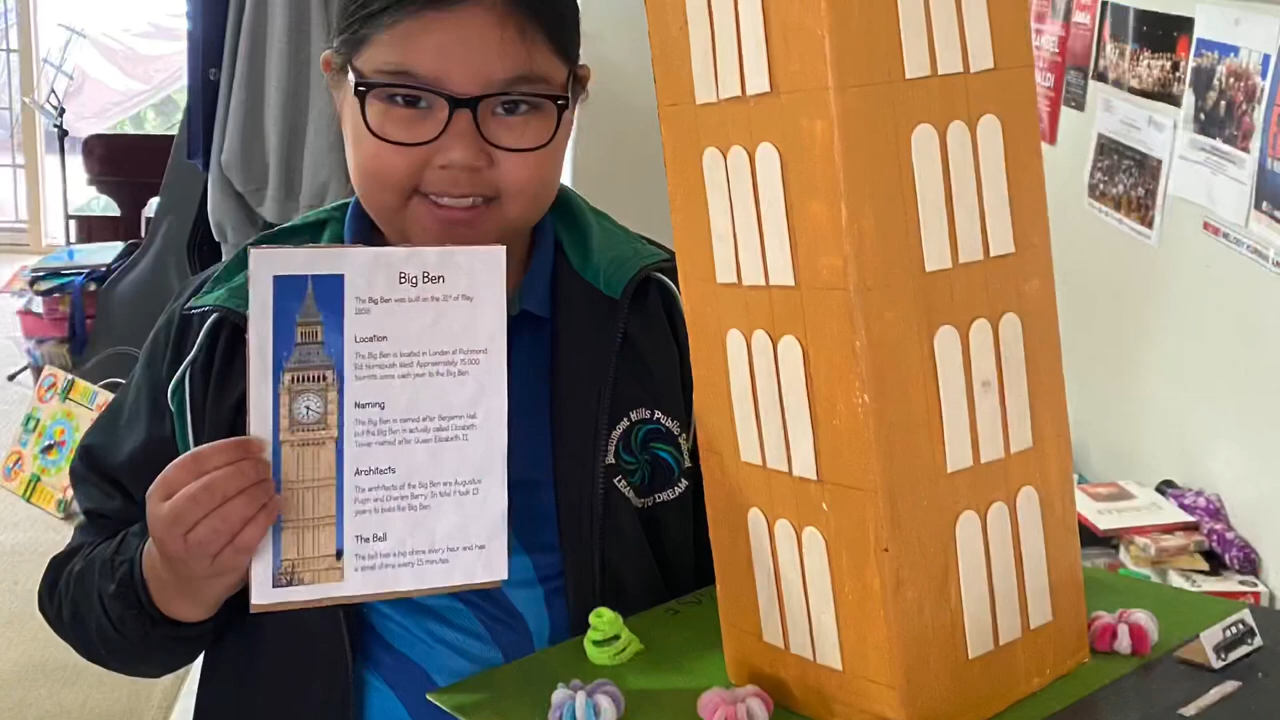 Big Ben
The Big Ben was built on the 31st of May
1859.
Location
The Big Ben is located in London at Richmond
Rd Homebush West. Approximately 75,000
tourists come each year to the Big Ben.
Naming
The Big Ben is named after Benjamin Hall,
but the Big Ben is actually called Elizabeth
Tower named after Queen Elizabeth II.
Architects
The architects of the Big Ben are Augustus
Pugin and Charles Barry. In total it took 13
years to build the Big Ben.
The Bell
The bell has a big chime every hour and has
a small chime every 15 minutes.
Beaumont Hills Public School
LEARNING TO DREAM